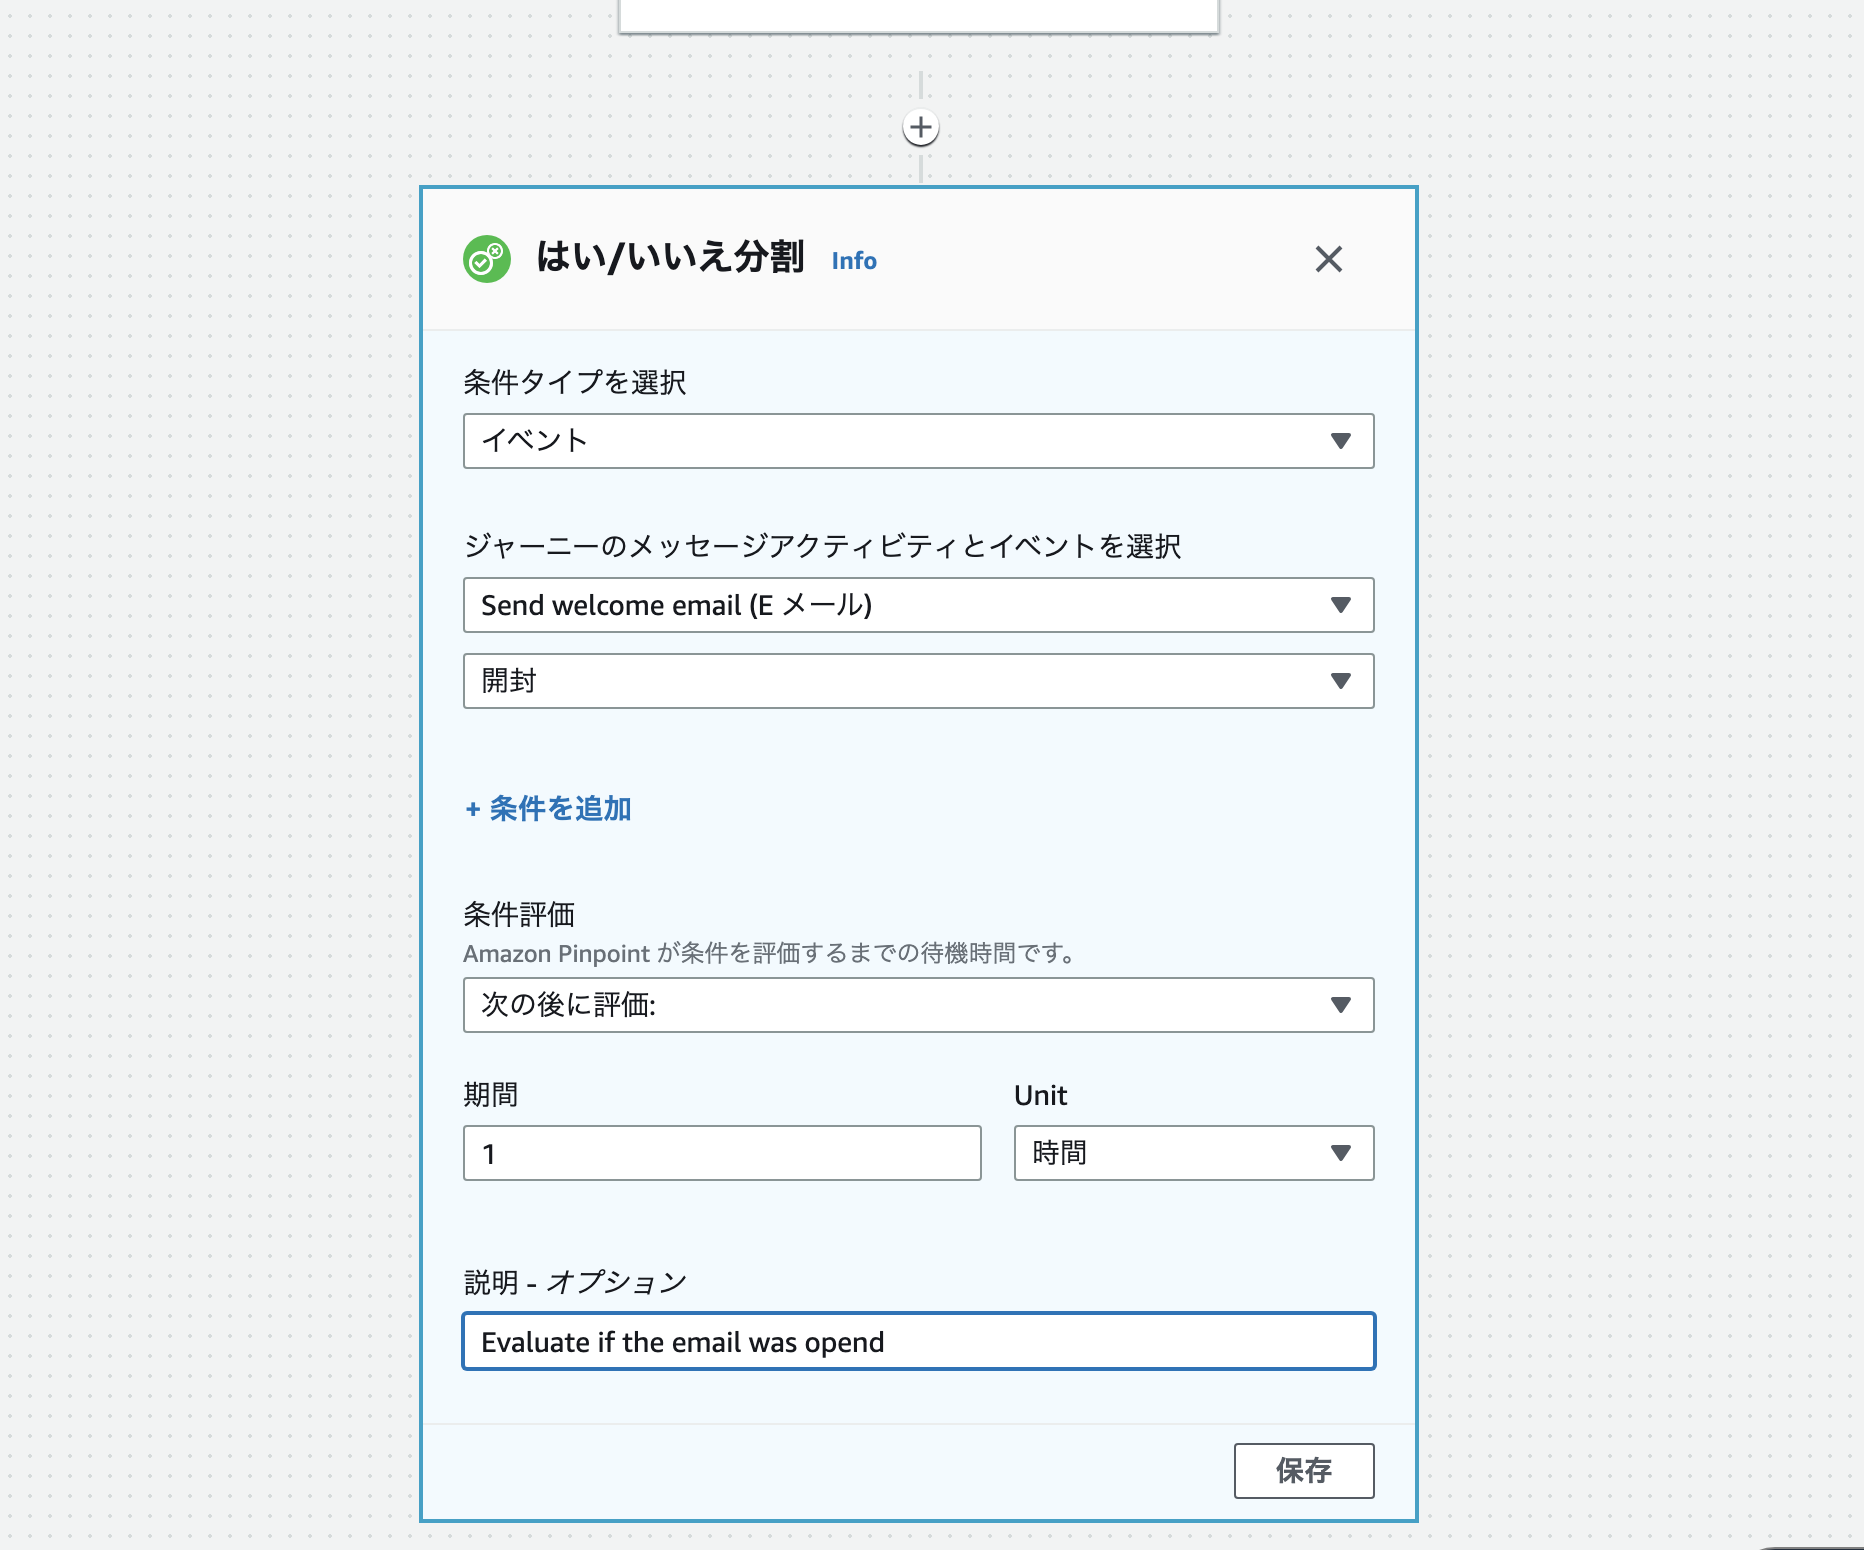 はい/いいえ分割 Info
条件タイプを選択
イベント
ジャーニーのメッセージアクティビティとイベントを選択
Send welcome email (E メール)
開封
+ 条件を追加
条件評価
Amazon Pinpoint が条件を評価するまでの待機時間です。
次の後に評価:
期間 Unit
1 時間
説明 - オプション
Evaluate if the email was opend
保存